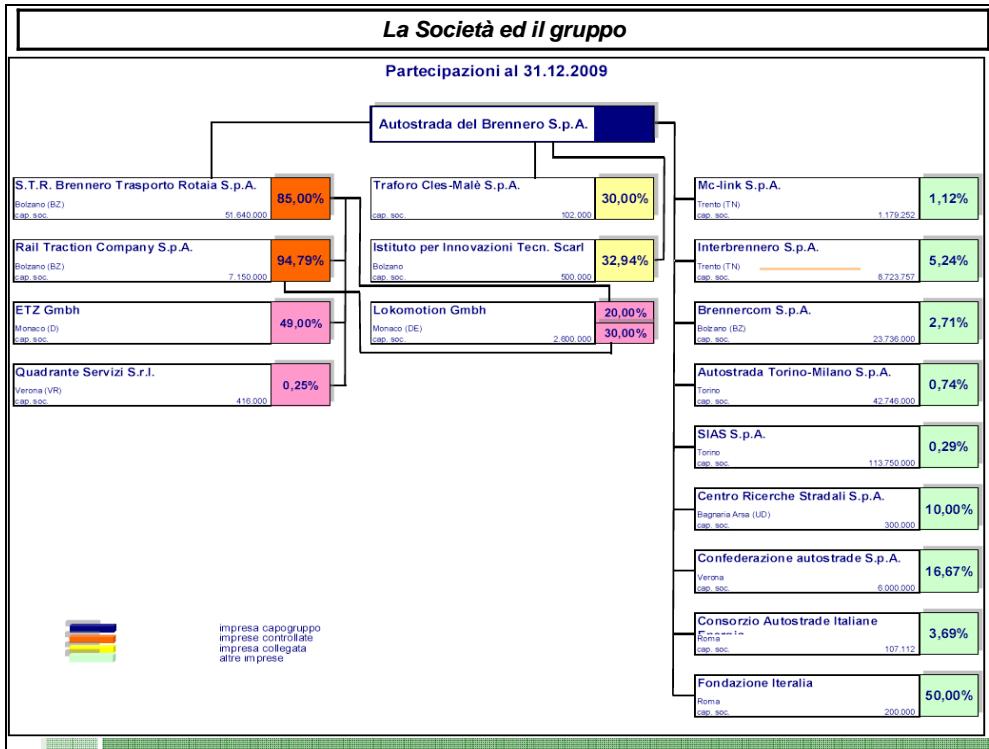 La Società ed il gruppo
Partecipazioni al 31.12.2009
Autostrada del Brennero S.p.A.
S.T.R. Brennero Trasporto Rotaia S.p.A.
Bolzano (BZ)
cap. soc. 51.640.000
85,00%
Rail Traction Company S.p.A.
Bolzano (BZ)
cap. soc. 7.150.000
94,79%
ETZ Gmbh
Monaco (D)
cap. soc.
49,00%
Quadrante Servizi S.r.l.
Verona (VR)
cap. soc. 416.000
0,25%
Traforo Cles-Malè S.p.A.
cap. soc. 102.000
30,00%
Istituto per Innovazioni Tecn. Scarl
Bolzano
cap. soc. 500.000
32,94%
Lokomotion Gmbh
Monaco (DE)
cap. soc. 2.600.000
20,00%
30,00%
Mc-link S.p.A.
Trento (TN)
cap. soc. 1.179.252
1,12%
Interbrennero S.p.A.
Trento (TN)
cap. soc. 8.723.757
5,24%
Brennercom S.p.A.
Bolzano (BZ)
cap. soc. 23.736.000
2,71%
Autostrada Torino-Milano S.p.A.
Torino
cap. soc. 42.746.000
0,74%
SIAS S.p.A.
Torino
cap. soc. 113.750.000
0,29%
Centro Ricerche Stradali S.p.A.
Bagnaria Arsa (UD)
cap. soc. 300.000
10,00%
Confederazione autostrade S.p.A.
Verona
cap. soc. 6.000.000
16,67%
Consorzio Autostrade Italiane
Roma
cap. soc. 107.112
3,69%
Fondazione Iteralia
Roma
cap. soc. 200.000
50,00%
impresa capogruppo
imprese controllate
impresa collegata
altre imprese